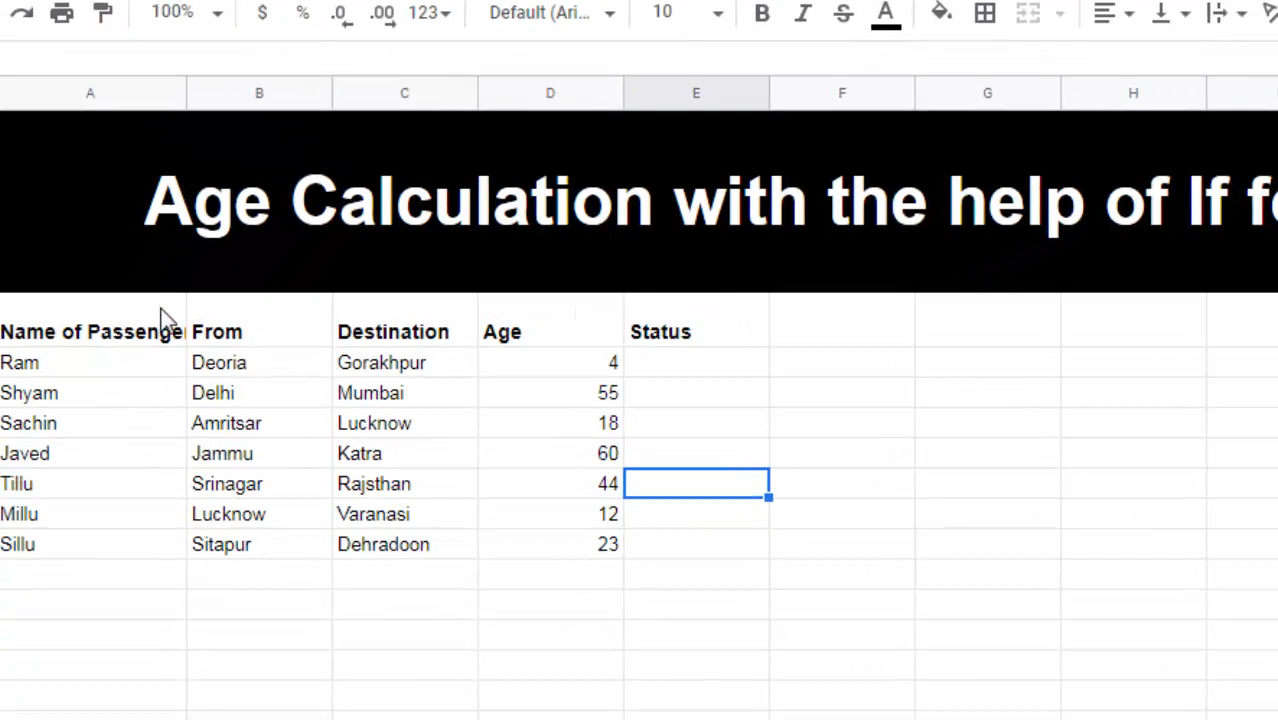 100% $ % .0 .00 123 Default (Ari... 10 B I S A
A B C D E F G H
Age Calculation with the help of If f
Name of Passenge From Destination Age Status
Ram Deoria Gorakhpur 4
Shyam Delhi Mumbai 55
Sachin Amritsar Lucknow 18
Javed Jammu Katra 60
Tillu Srinagar Rajsthan 44
Millu Lucknow Varanasi 12
Sillu Sitapur Dehradoon 23